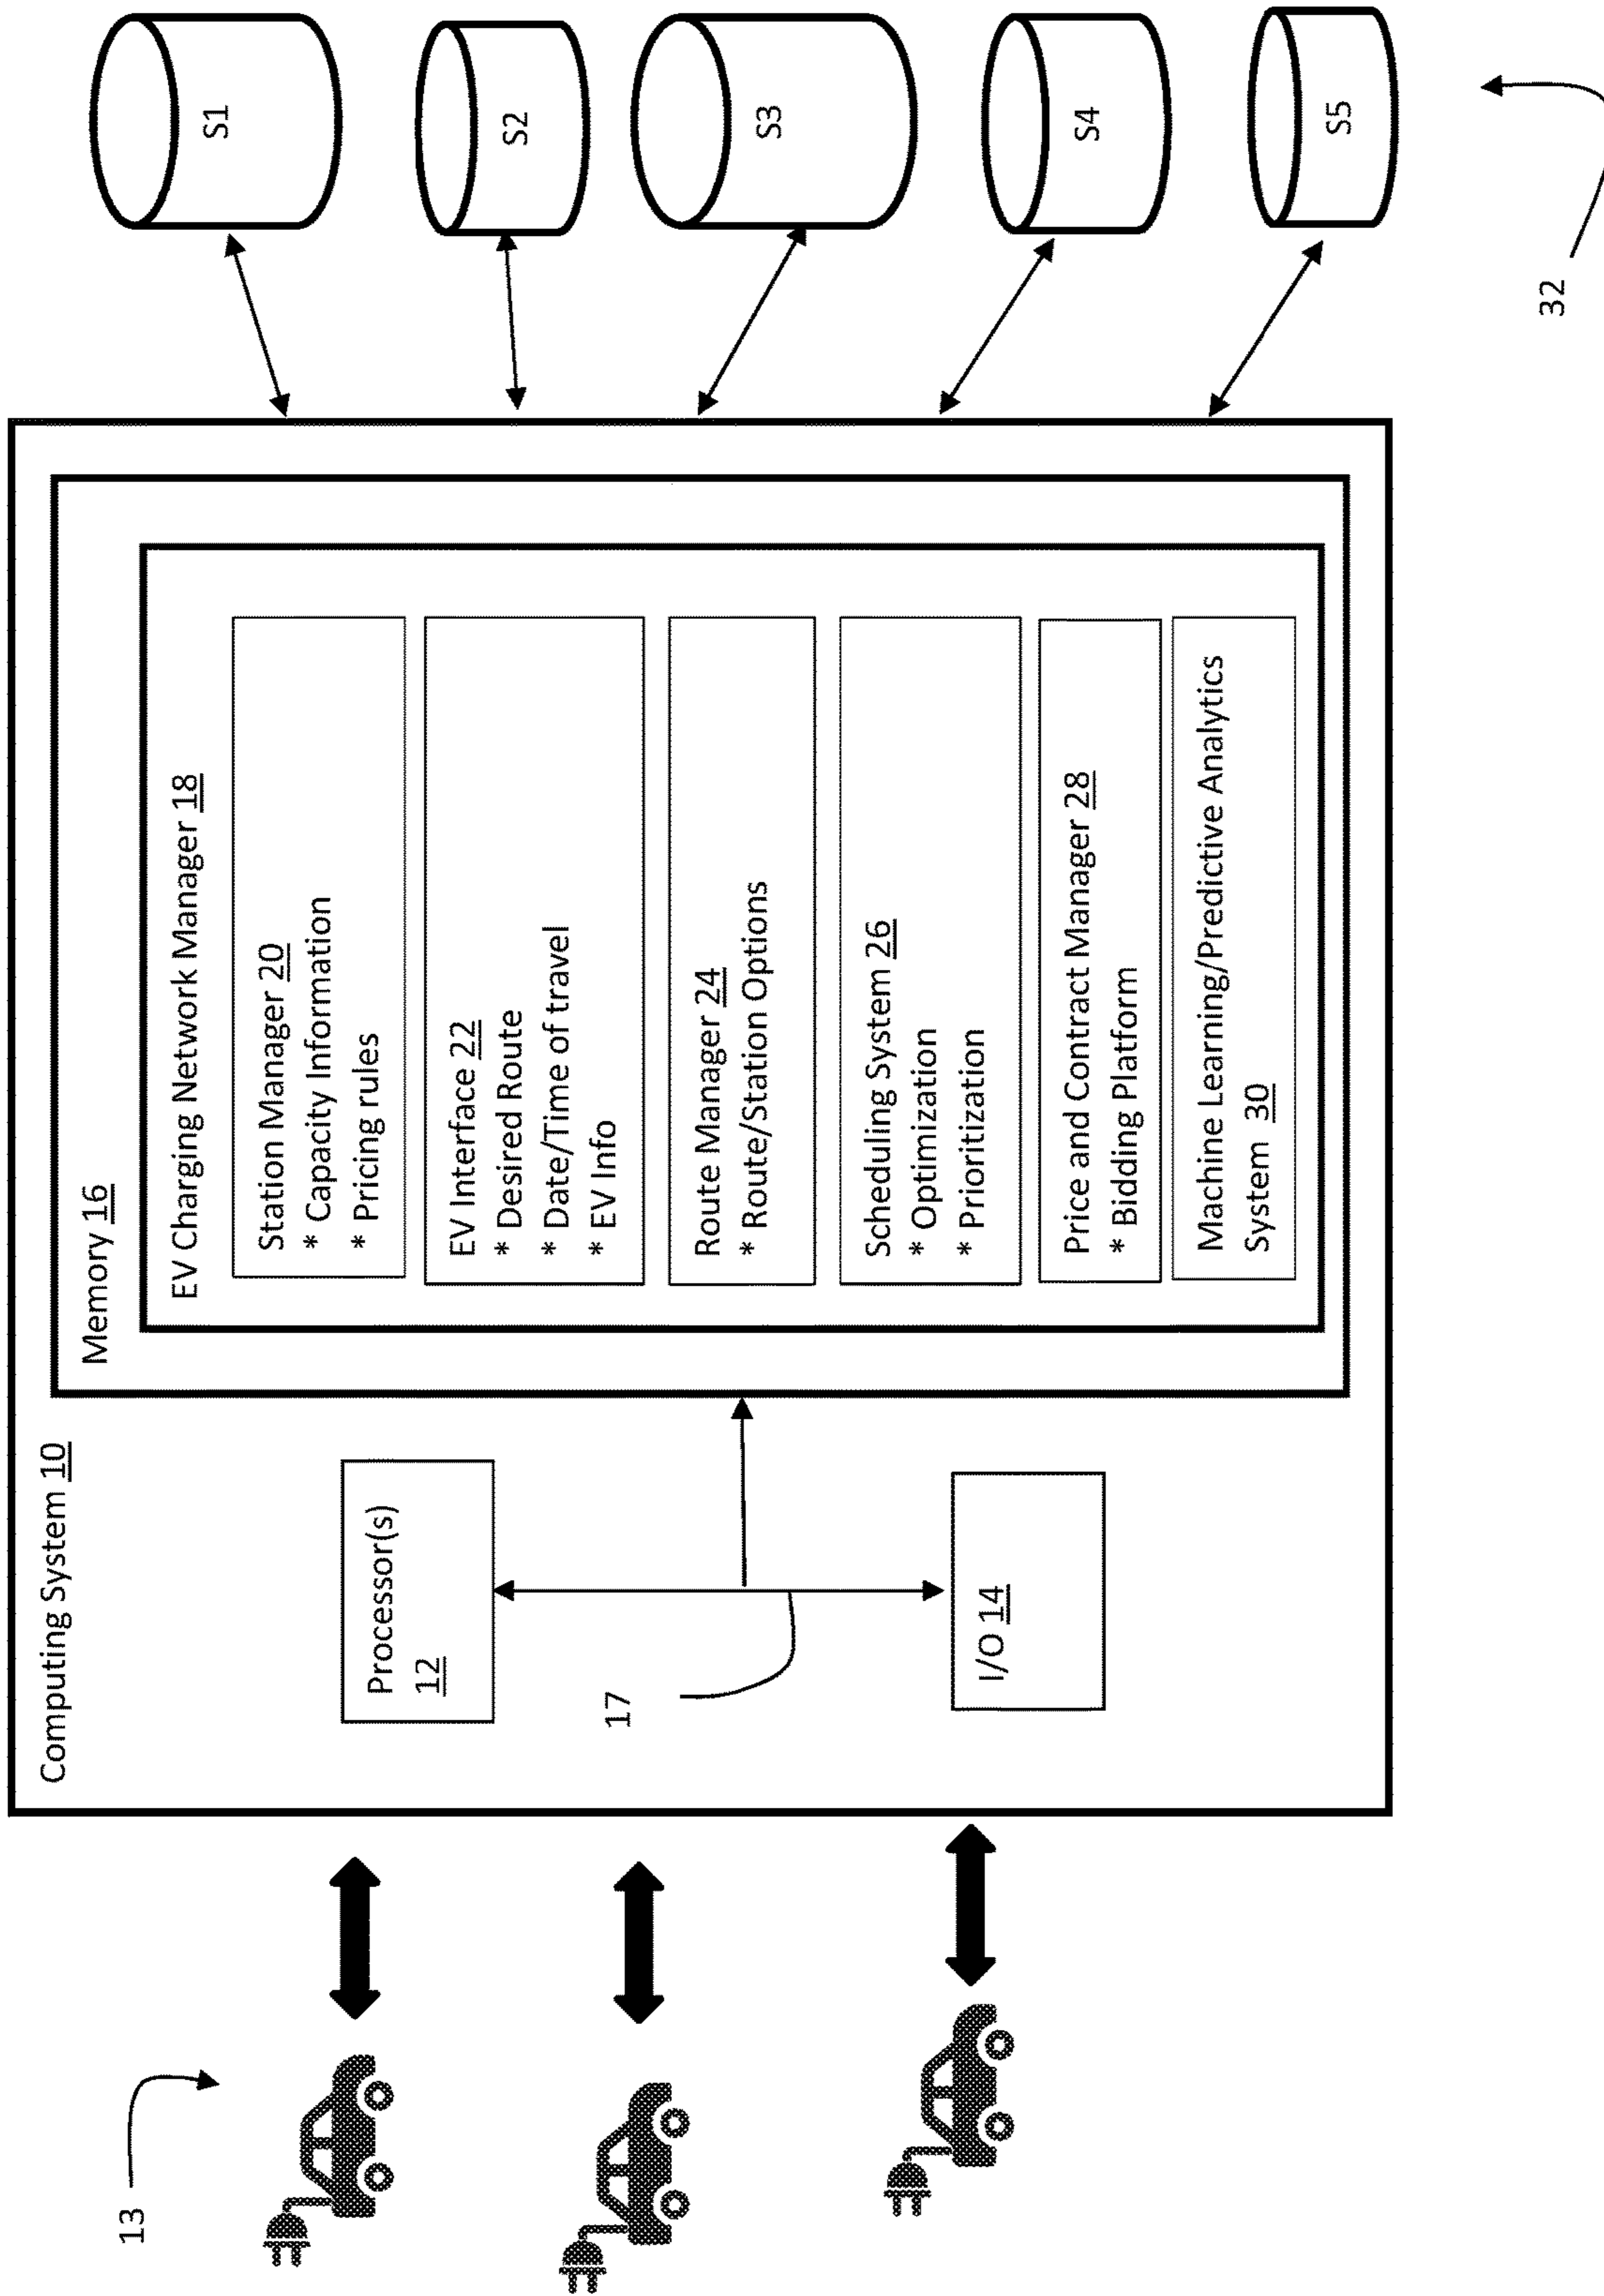 Computing System 10
Memory 16
EV Charging Network Manager 18
Station Manager 20
* Capacity Information
* Pricing rules
EV Interface 22
* Desired Route
* Date/Time of travel
* EV Info
Route Manager 24
* Route/Station Options
Scheduling System 26
* Optimization
* Prioritization
Price and Contract Manager 28
* Bidding Platform
Machine Learning/Predictive Analytics
System 30
Processor(s)
12
17
I/O 14
13
S1
S2
S3
S4
S5
32